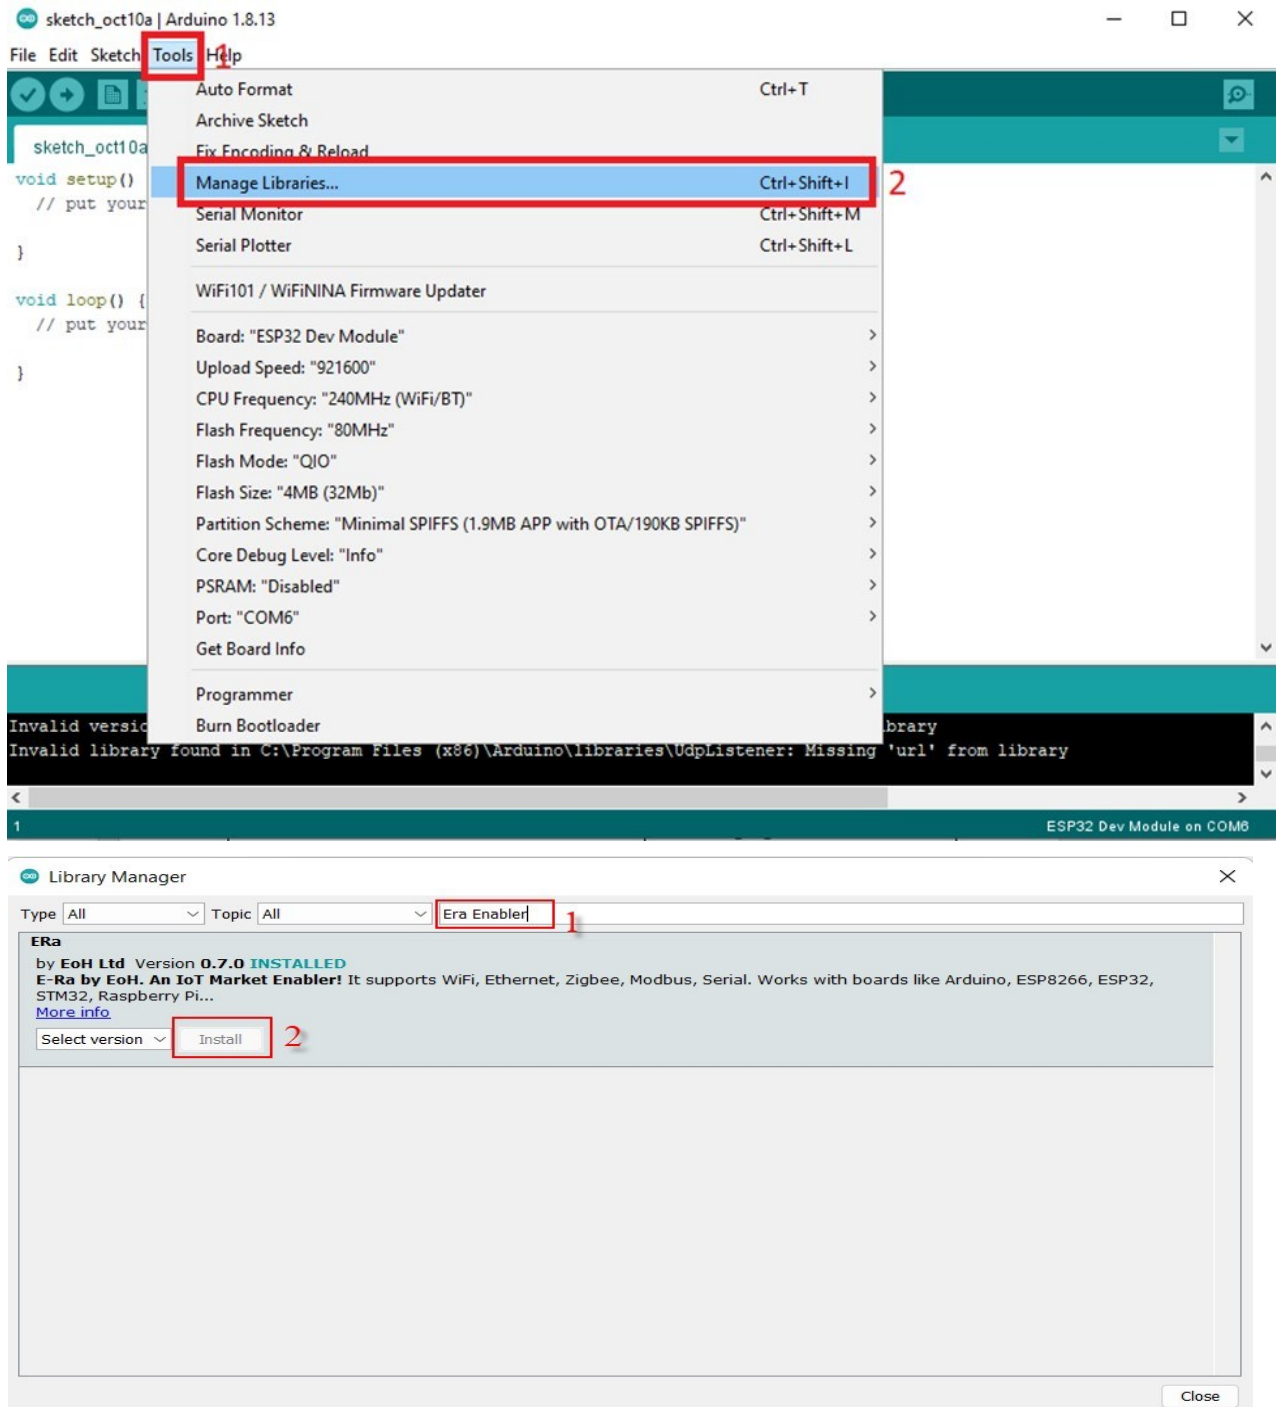 sketch_oct10a | Arduino 1.8.13
File Edit Sketch Tools Help
1
Auto Format Ctrl+T
Archive Sketch
sketch_oct10a
Fix Encoding & Reload
void setup()
Manage Libraries... Ctrl+Shift+I
2
// put your
Serial Monitor Ctrl+Shift+M
}
Serial Plotter Ctrl+Shift+L
WiFi101 / WiFiNINA Firmware Updater
void loop() {
// put your
Board: "ESP32 Dev Module"
}
Upload Speed: "921600"
CPU Frequency: "240MHz (WiFi/BT)"
Flash Frequency: "80MHz"
Flash Mode: "QIO"
Flash Size: "4MB (32Mb)"
Partition Scheme: "Minimal SPIFFS (1.9MB APP with OTA/190KB SPIFFS)"
Core Debug Level: "Info"
PSRAM: "Disabled"
Port: "COM6"
Get Board Info
Programmer
Burn Bootloader
Invalid versio brary
Invalid library found in C:\Program Files (x86)\Arduino\libraries\UdpListener: Missing 'url' from library
1 ESP32 Dev Module on COM6
Library Manager
Type All Topic All Era Enabler 1
ERa
by EoH Ltd Version 0.7.0 INSTALLED
E-Ra by EoH. An IoT Market Enabler! It supports WiFi, Ethernet, Zigbee, Modbus, Serial. Works with boards like Arduino, ESP8266, ESP32,
STM32, Raspberry Pi...
More info
Select version Install 2
Close